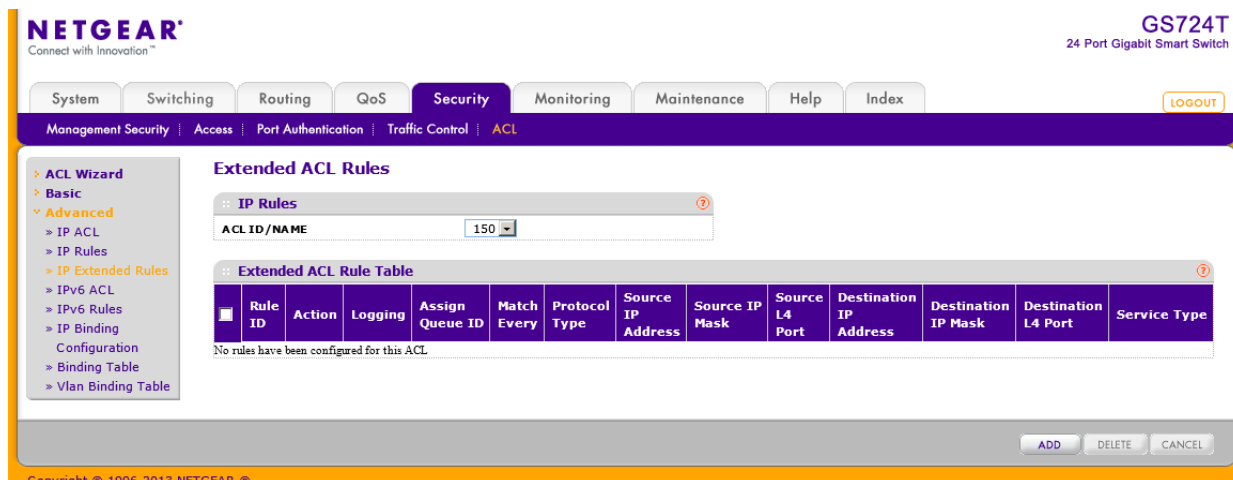 NETGEAR®
Connect with Innovation™
GS724T
24 Port Gigabit Smart Switch
System Switching Routing QoS Security Monitoring Maintenance Help Index
LOGOUT
Management Security Access Port Authentication Traffic Control ACL
ACL Wizard
Basic
Advanced
» IP ACL
» IP Rules
» IP Extended Rules
» IPv6 ACL
» IPv6 Rules
» IP Binding
Configuration
» Binding Table
» Vlan Binding Table
Extended ACL Rules
:: IP Rules ?
ACL ID/NAME 150
:: Extended ACL Rule Table ?
Rule ID Action Logging Assign Queue ID Match Every Protocol Type Source IP Address Source IP Mask Source L4 Port Destination IP Address Destination IP Mask Destination L4 Port Service Type
No rules have been configured for this ACL
ADD DELETE CANCEL
Copyright © 1996-2013 NETGEAR ®